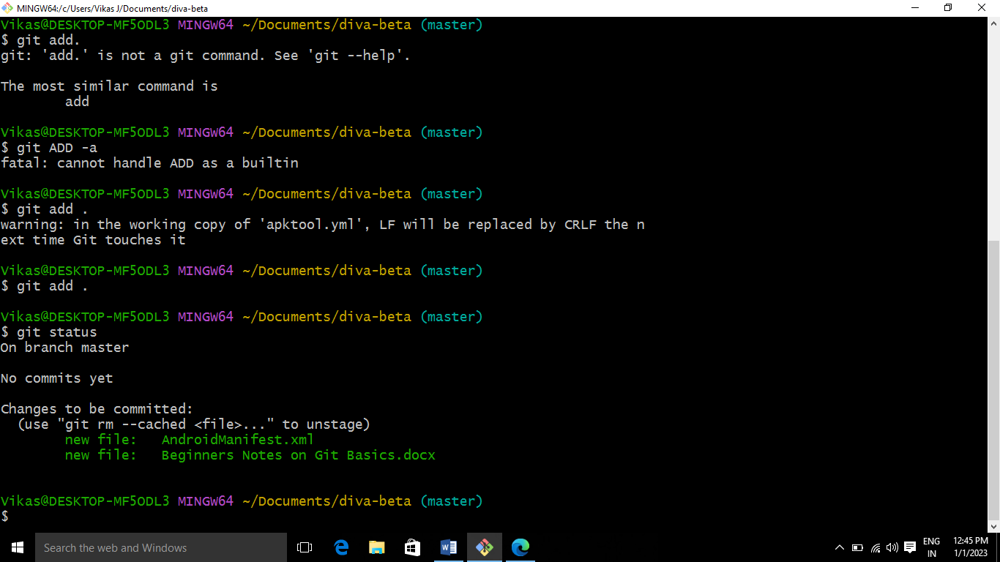 MINGW64:/c/Users/Vikas J/Documents/diva-beta
Vikas@DESKTOP-MF5ODL3 MINGW64 ~/Documents/diva-beta (master)
$ git add.
git: 'add.' is not a git command. See 'git --help'.
The most similar command is
add
Vikas@DESKTOP-MF5ODL3 MINGW64 ~/Documents/diva-beta (master)
$ git ADD -a
fatal: cannot handle ADD as a builtin
Vikas@DESKTOP-MF5ODL3 MINGW64 ~/Documents/diva-beta (master)
$ git add .
warning: in the working copy of 'apktool.yml', LF will be replaced by CRLF the n
ext time Git touches it
Vikas@DESKTOP-MF5ODL3 MINGW64 ~/Documents/diva-beta (master)
$ git add .
Vikas@DESKTOP-MF5ODL3 MINGW64 ~/Documents/diva-beta (master)
$ git status
On branch master
No commits yet
Changes to be committed:
(use "git rm --cached <file>..." to unstage)
new file:   AndroidManifest.xml
new file:   Beginners Notes on Git Basics.docx
Vikas@DESKTOP-MF5ODL3 MINGW64 ~/Documents/diva-beta (master)
$
Search the web and Windows
ENG
IN
12:45 PM
1/1/2023